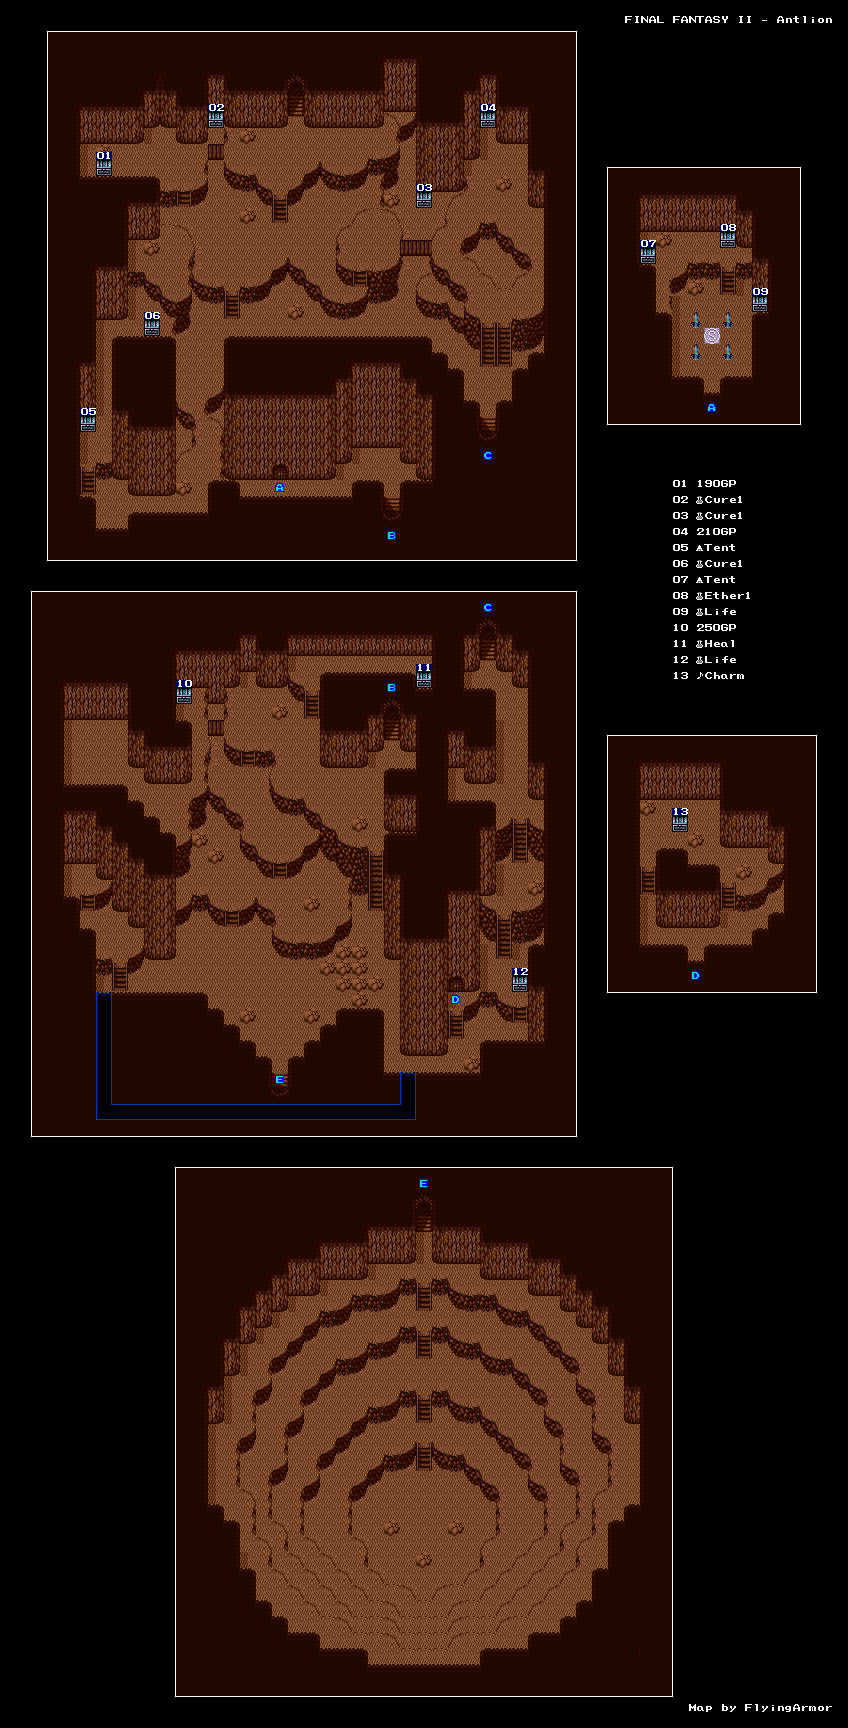 FINAL FANTASY II - Antlion
02
04
01
03
06
05
A
C
B
08
07
09
S
A
01 190GP
02 Cure1
03 Cure1
04 210GP
05 Tent
06 Cure1
07 Tent
08 Ether1
09 Life
10 250GP
11 Heal
12 Life
13 ♪Charm
C
11
10
B
12
D
E
13
D
E
Map by FlyingArmor